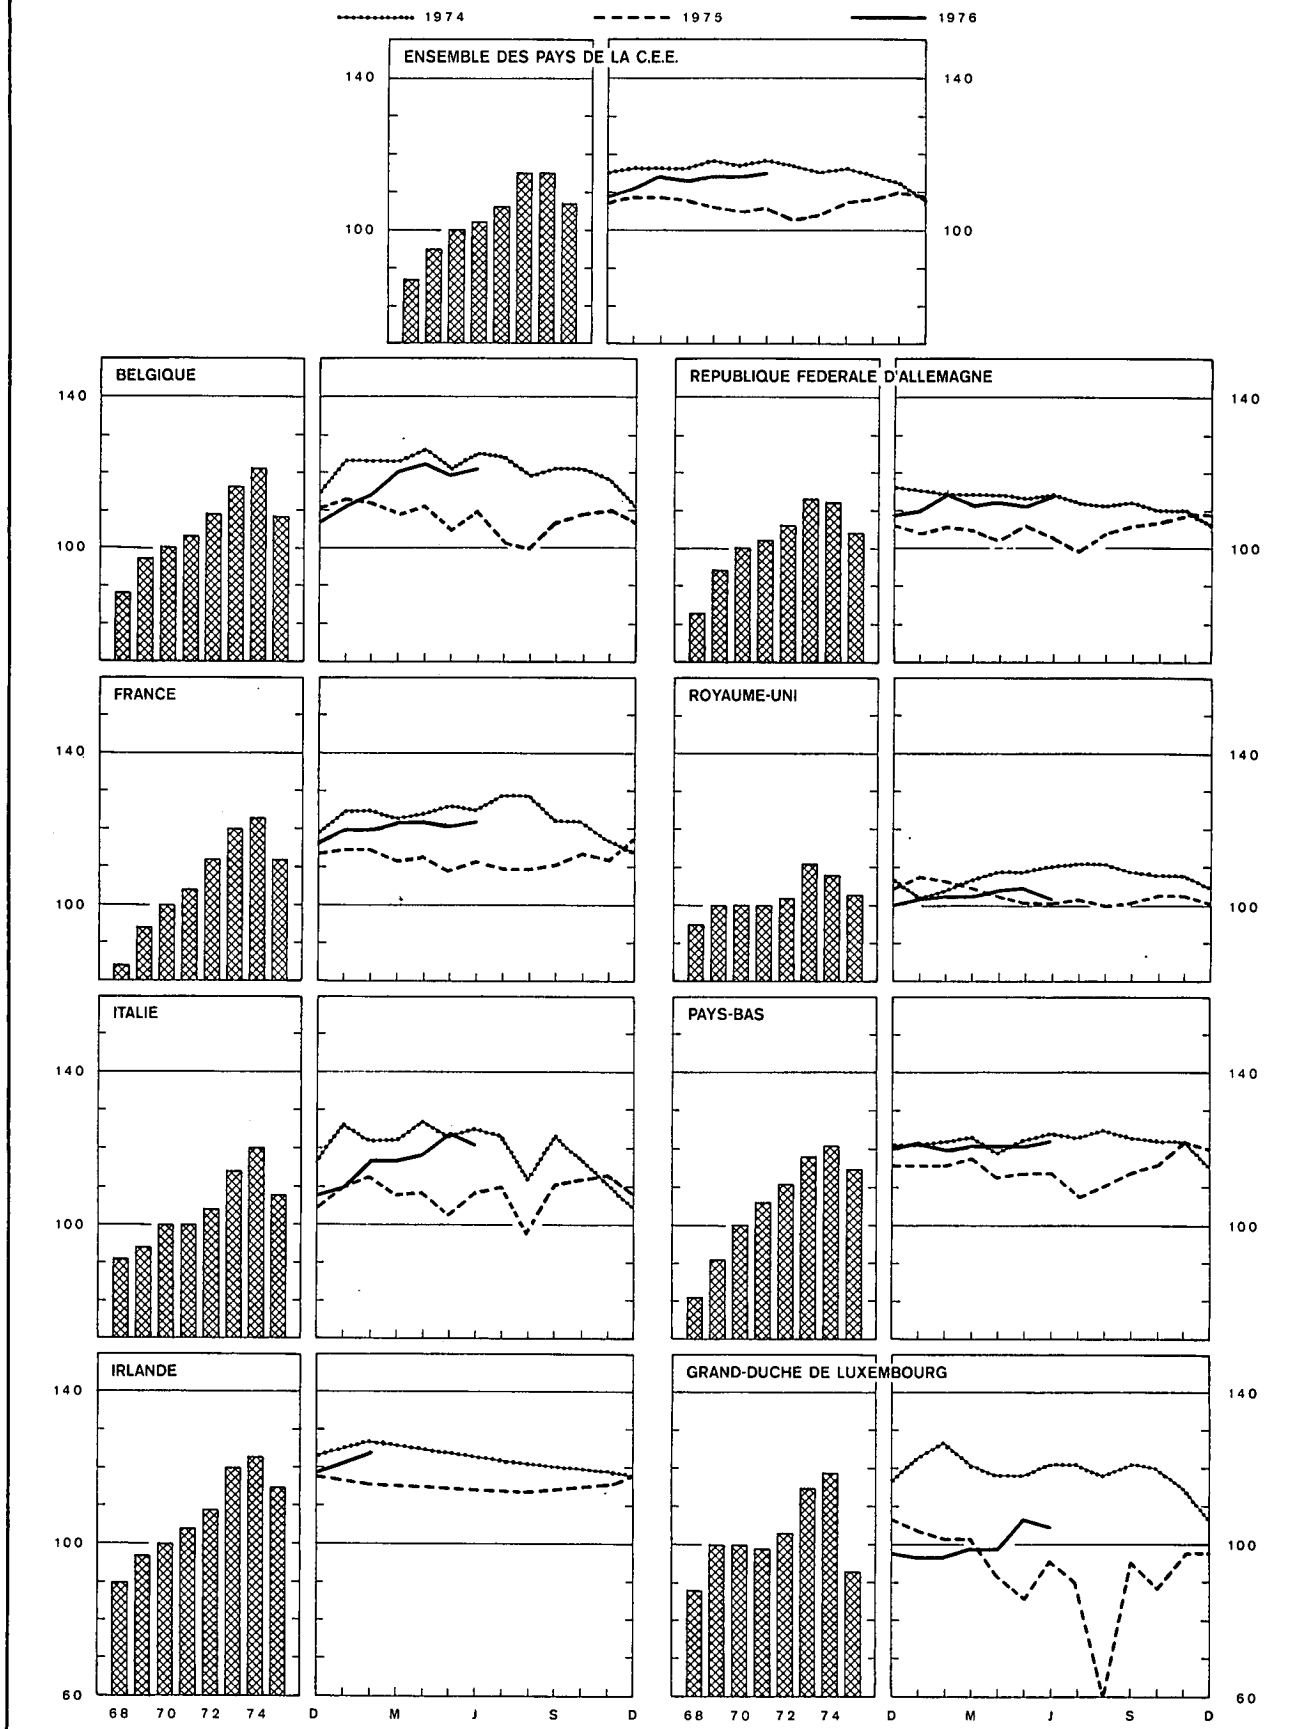 1974 1975 1976
ENSEMBLE DES PAYS DE LA C.E.E.
140 140
100 100
BELGIQUE REPUBLIQUE FEDERALE D'ALLEMAGNE
140 140
100 100
FRANCE ROYAUME-UNI
140 140
100 100
ITALIE PAYS-BAS
140 140
100 100
IRLANDE GRAND-DUCHE DE LUXEMBOURG
140 140
100 100
60 60
68 70 72 74 D M J S D 68 70 72 74 D M J S D